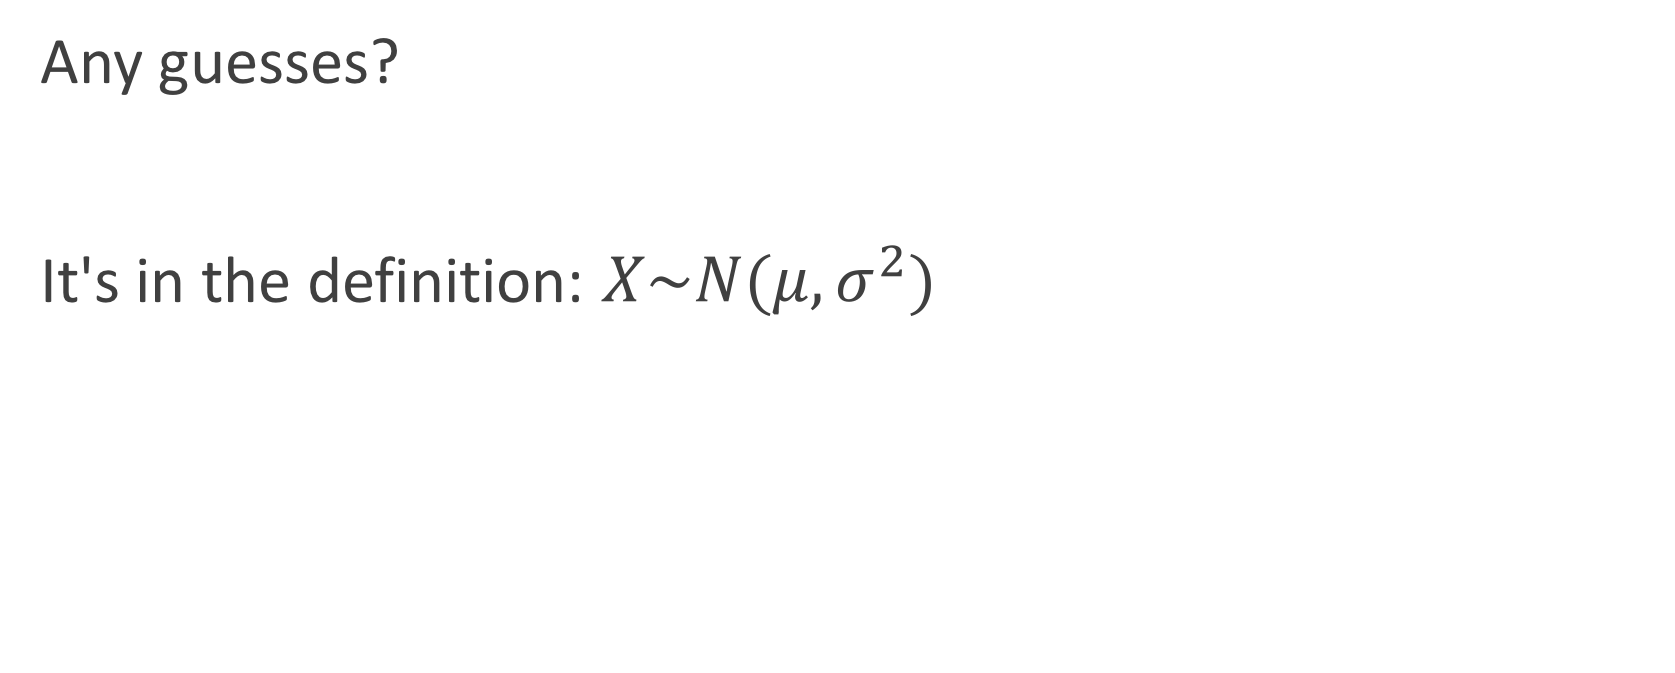 Any guesses?
It's in the definition: X~N(μ, σ²)